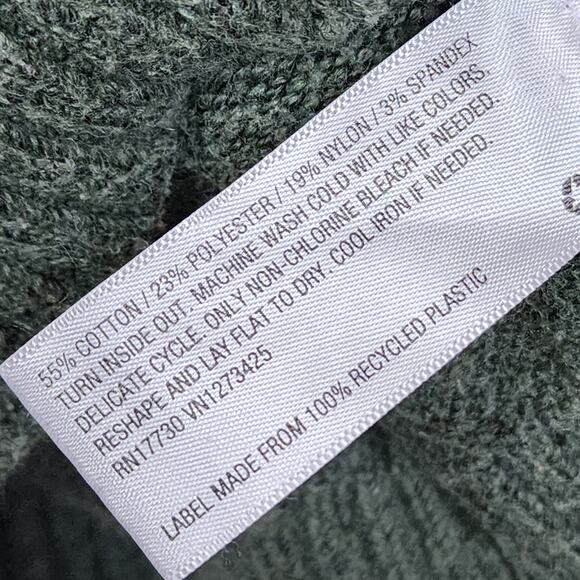 55% COTTON / 23% POLYESTER / 19% NYLON / 3% SPANDEX
TURN INSIDE OUT. MACHINE WASH COLD WITH LIKE COLORS.
DELICATE CYCLE. ONLY NON-CHLORINE BLEACH IF NEEDED.
RESHAPE AND LAY FLAT TO DRY. COOL IRON IF NEEDED.
RN17730 VN1273425
LABEL MADE FROM 100% RECYCLED PLASTIC